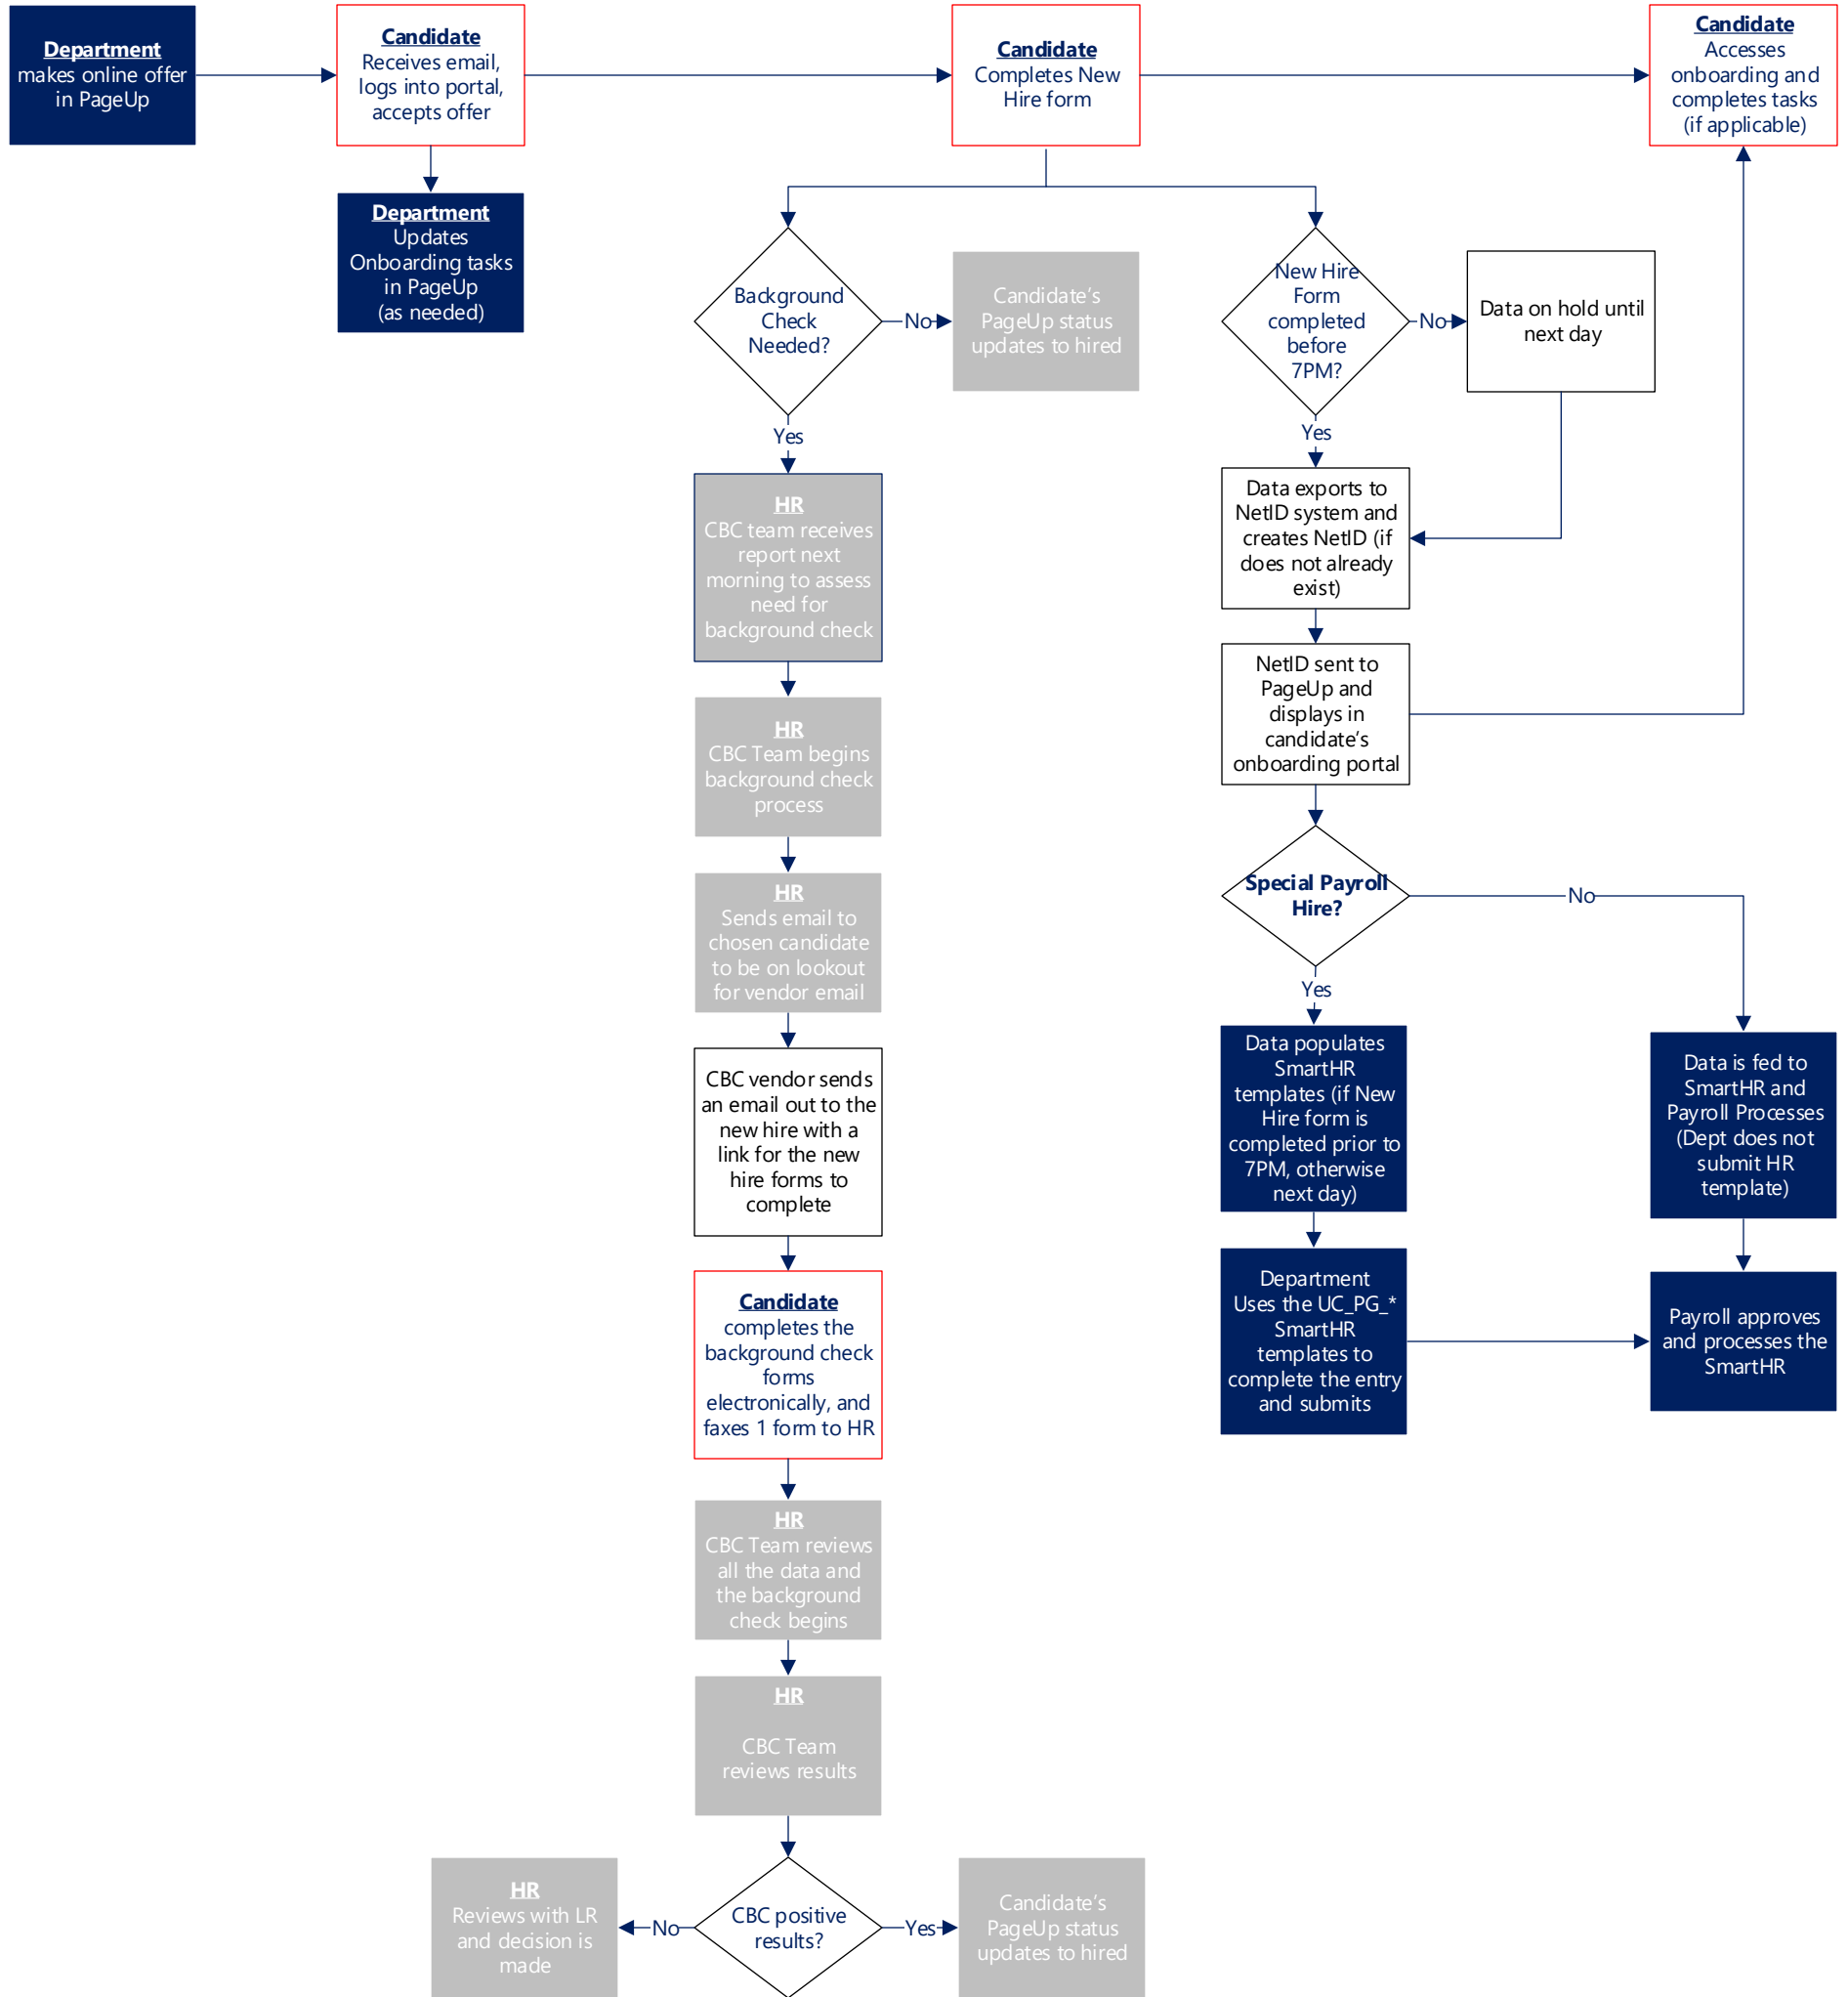 Department
makes online offer
in PageUp
Candidate
Receives email,
logs into portal,
accepts offer
Candidate
Completes New
Hire form
Candidate
Accesses
onboarding and
completes tasks
(if applicable)
Department
Updates
Onboarding tasks
in PageUp
(as needed)
Background
Check
Needed?
No
Candidate's
PageUp status
updates to hired
New Hire
Form
completed
before
7PM?
No
Data on hold until
next day
Yes
HR
CBC team receives
report next
morning to assess
need for
background check
HR
CBC Team begins
background check
process
HR
Sends email to
chosen candidate
to be on lookout
for vendor email
CBC vendor sends
an email out to the
new hire with a
link for the new
hire forms to
complete
Candidate
completes the
background check
forms
electronically, and
faxes 1 form to HR
HR
CBC Team reviews
all the data and
the background
check begins
HR
CBC Team
reviews results
CBC positive
results?
No
HR
Reviews with LR
and decision is
made
Yes
Candidate's
PageUp status
updates to hired
Yes
Data exports to
NetID system and
creates NetID (if
does not already
exist)
NetID sent to
PageUp and
displays in
candidate's
onboarding portal
Special Payroll
Hire?
No
Yes
Data populates
SmartHR
templates (if New
Hire form is
completed prior to
7PM, otherwise
next day)
Data is fed to
SmartHR and
Payroll Processes
(Dept does not
submit HR
template)
Department
Uses the UC_PG_*
SmartHR
templates to
complete the entry
and submits
Payroll approves
and processes the
SmartHR